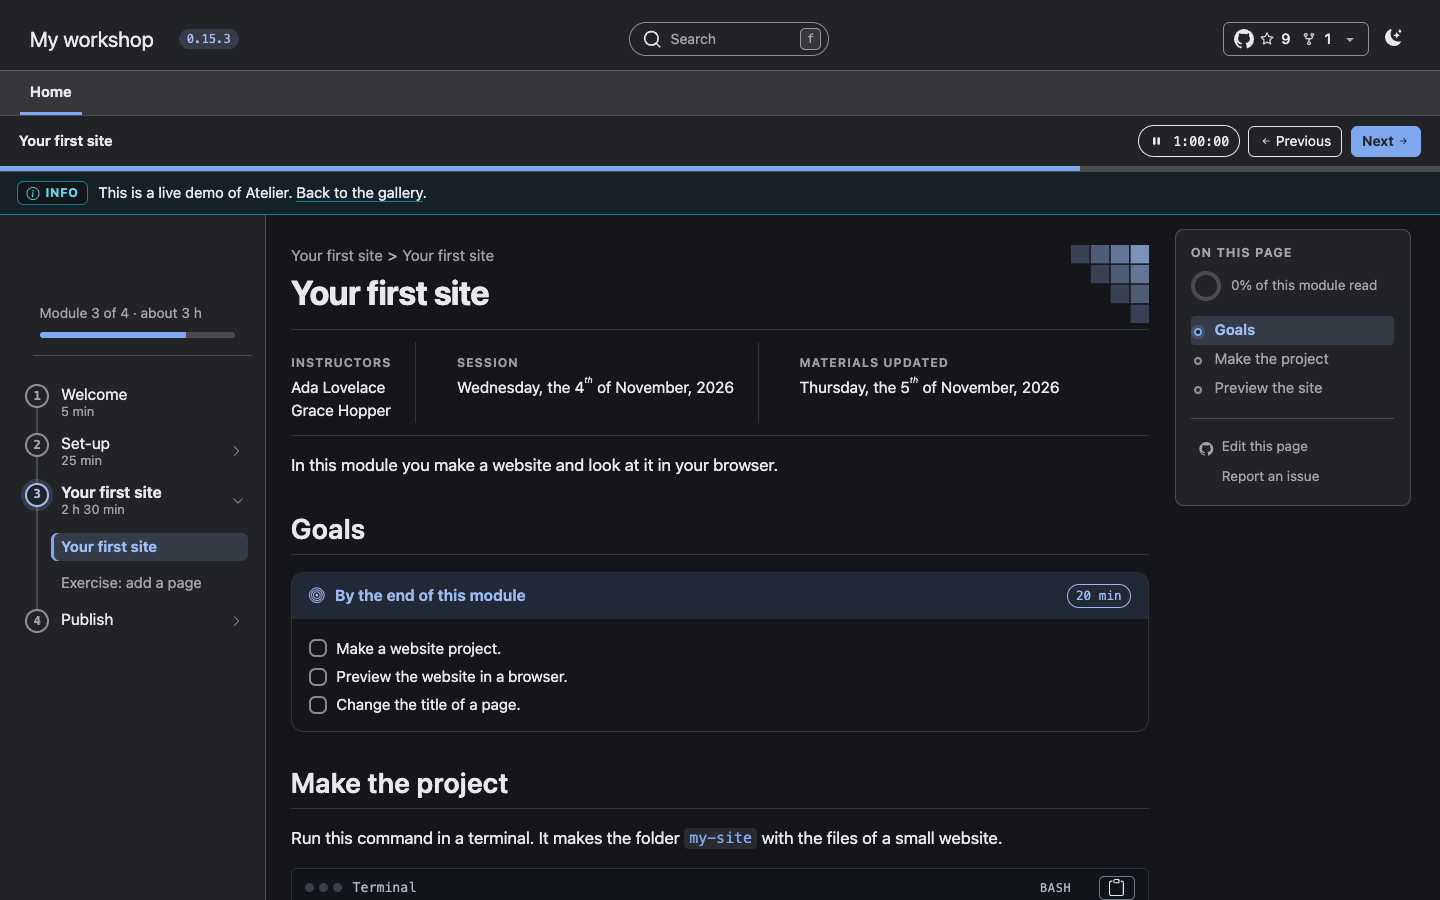 My workshop 0.15.3 Search f 9 1
Home
Your first site 1:00:00 ← Previous Next →
INFO This is a live demo of Atelier. Back to the gallery.
Module 3 of 4 · about 3 h
1 Welcome
5 min
2 Set-up
25 min
3 Your first site
2 h 30 min
Your first site
Exercise: add a page
4 Publish
Your first site > Your first site
Your first site
INSTRUCTORS
Ada Lovelace
Grace Hopper
SESSION
Wednesday, the 4th of November, 2026
MATERIALS UPDATED
Thursday, the 5th of November, 2026
In this module you make a website and look at it in your browser.
Goals
By the end of this module 20 min
Make a website project.
Preview the website in a browser.
Change the title of a page.
Make the project
Run this command in a terminal. It makes the folder my-site with the files of a small website.
Terminal BASH
ON THIS PAGE
0% of this module read
Goals
Make the project
Preview the site
Edit this page
Report an issue